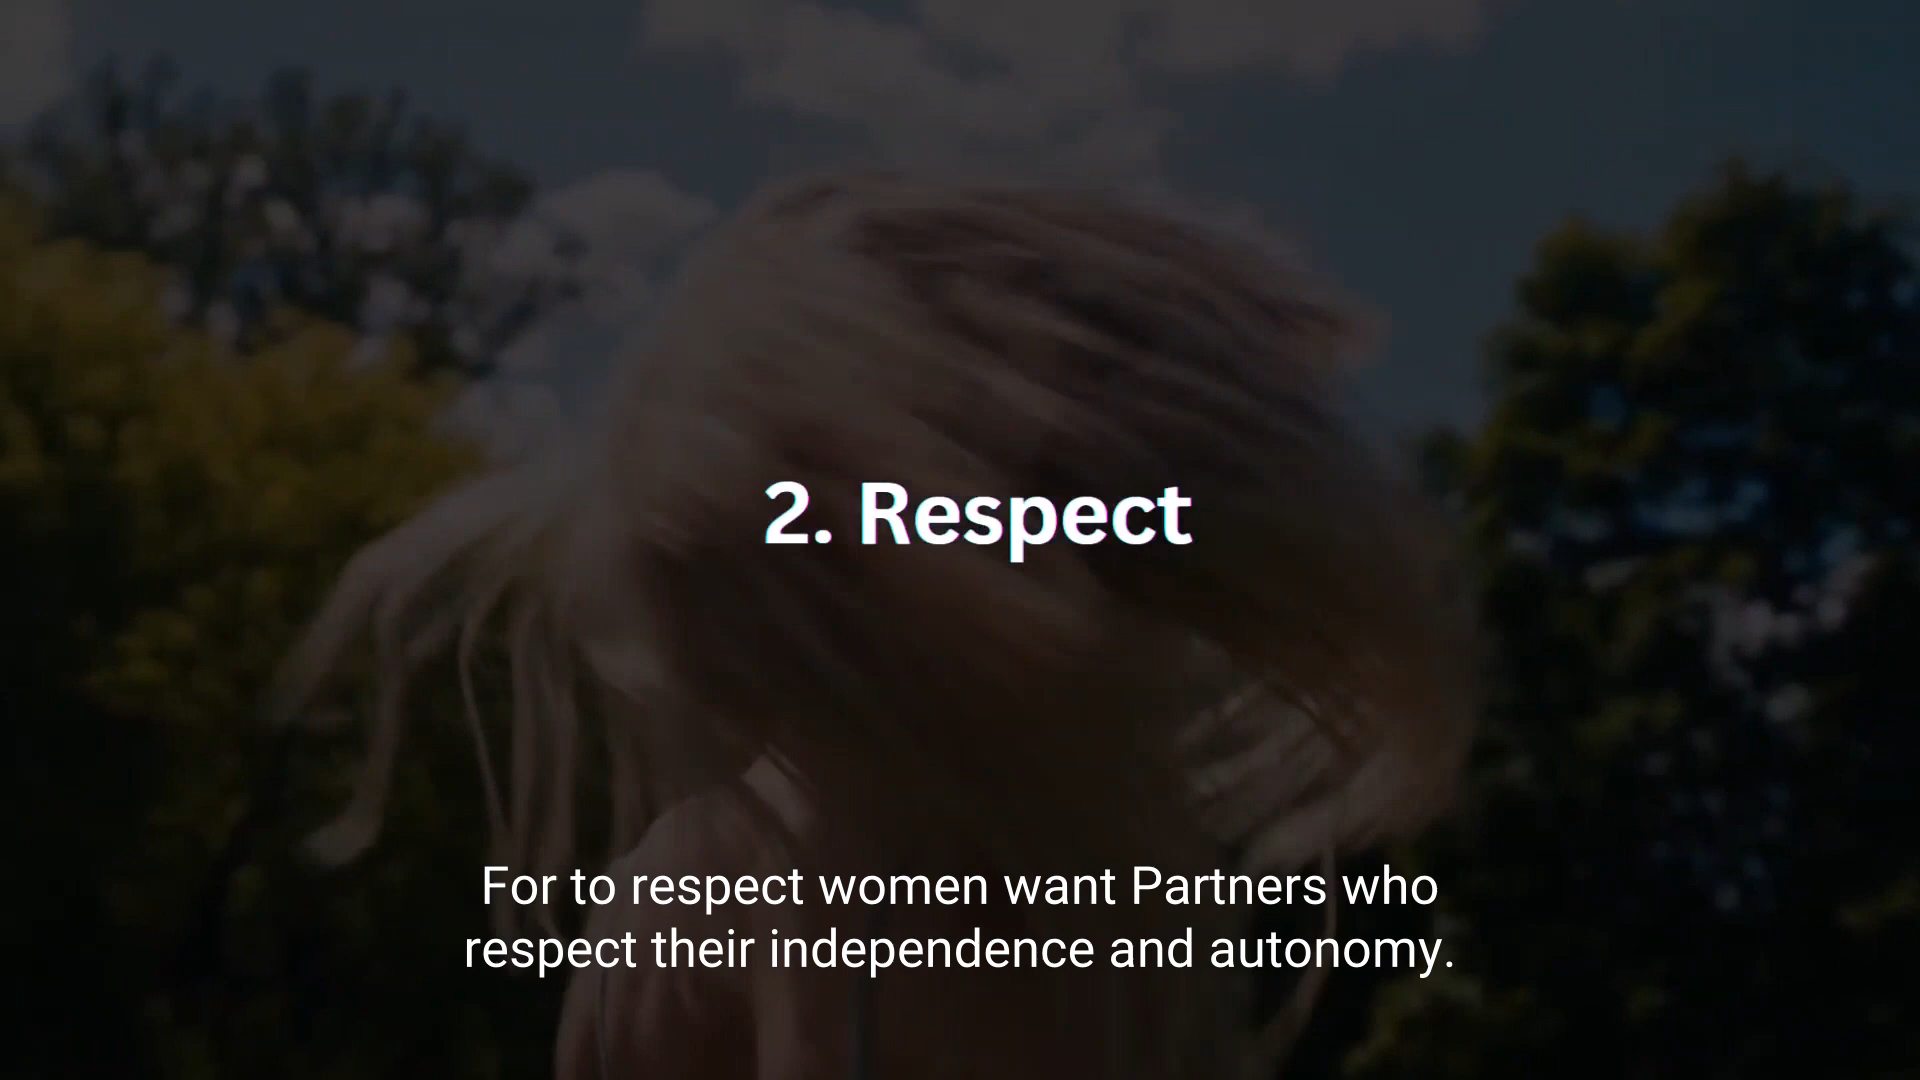 2. Respect
For to respect women want Partners who
respect their independence and autonomy.